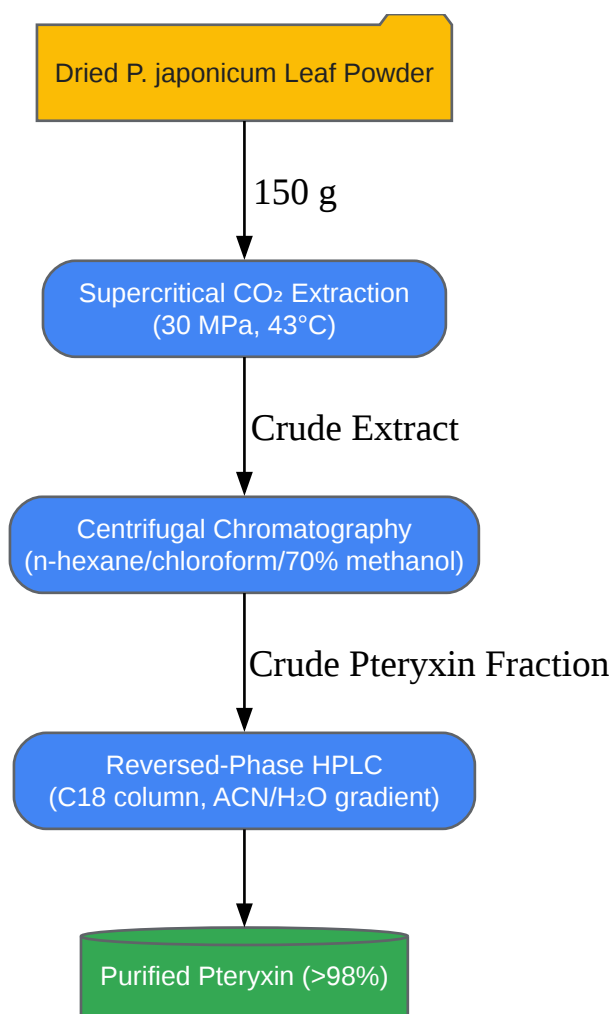 Dried P. japonicum Leaf Powder
150 g
Supercritical CO₂ Extraction
(30 MPa, 43°C)
Crude Extract
Centrifugal Chromatography
(n-hexane/chloroform/70% methanol)
Crude Pteryxin Fraction
Reversed-Phase HPLC
(C18 column, ACN/H₂O gradient)
Purified Pteryxin (>98%)